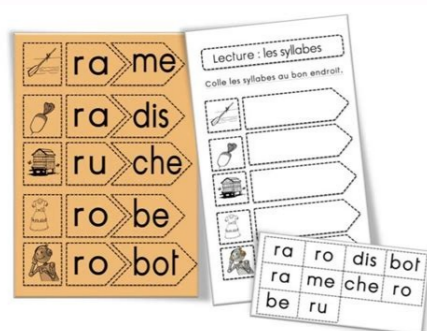 ra me
ra dis
ru che
ro be
ro bot
Lecture : les syllabes
Colle les syllabes au bon endroit.
ra ro dis bot
ra me che ro
be ru